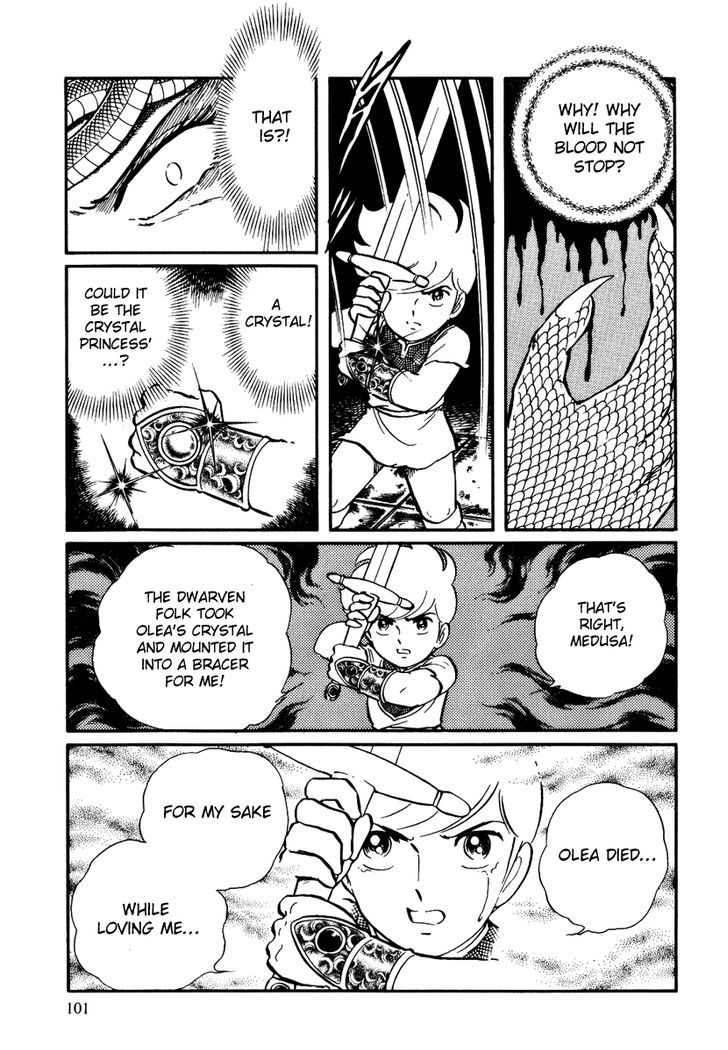 WHY! WHY
WILL THE
BLOOD NOT
STOP?
THAT
IS?!
A
CRYSTAL!
COULD IT
BE THE
CRYSTAL
PRINCESS'
...?
THAT'S
RIGHT,
MEDUSA!
THE DWARVEN
FOLK TOOK
OLEA'S CRYSTAL
AND MOUNTED IT
INTO A BRACER
FOR ME!
OLEA DIED...
FOR MY SAKE
WHILE
LOVING ME...
101